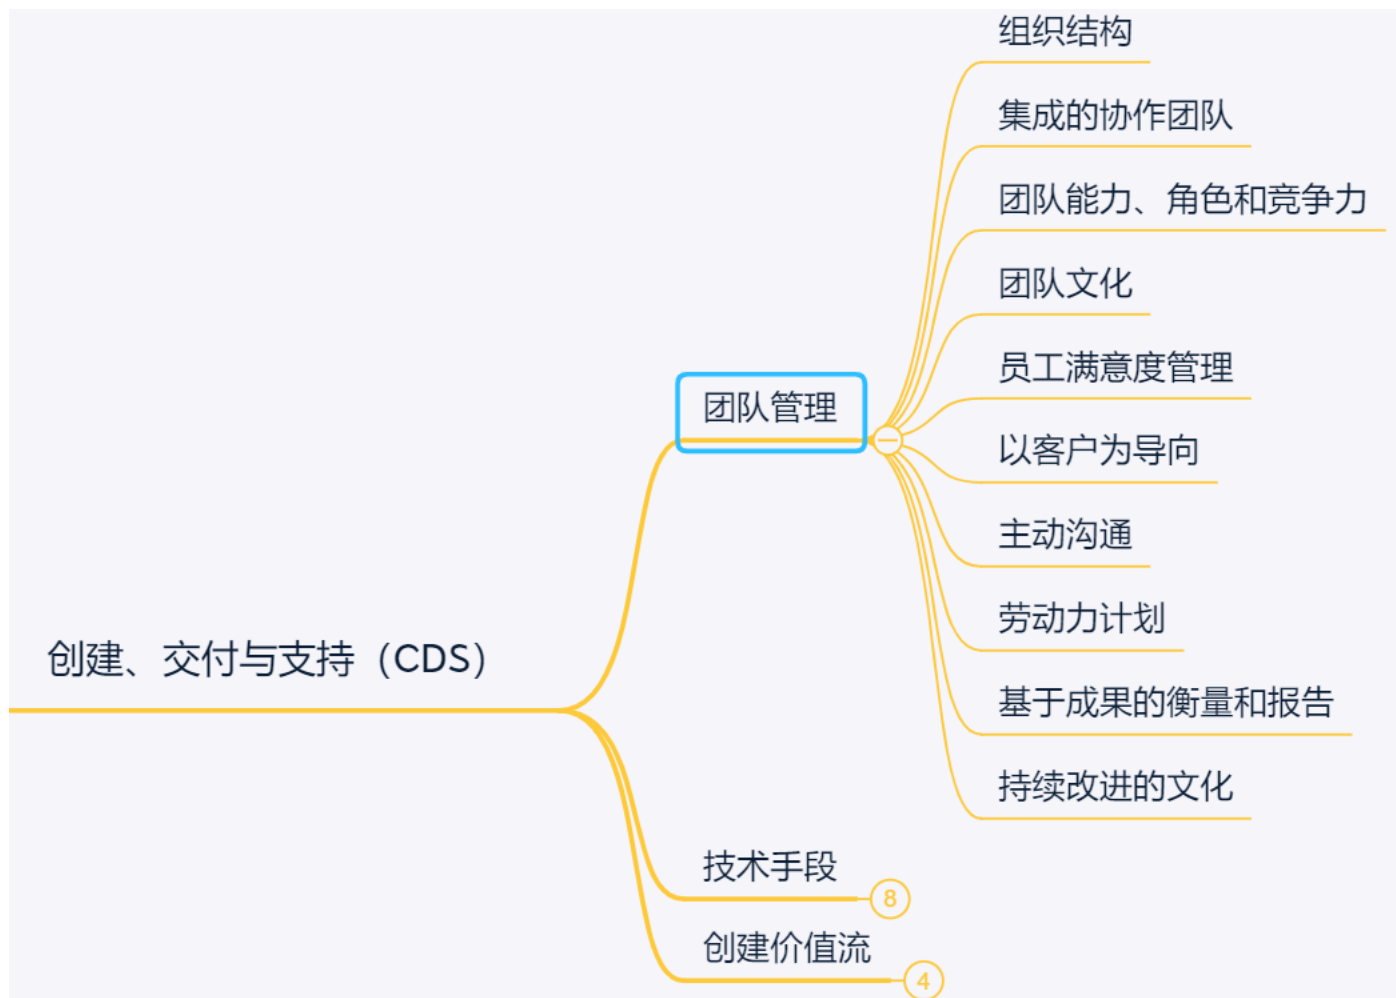 组织结构
集成的协作团队
团队能力、角色和竞争力
团队文化
员工满意度管理
团队管理
以客户为导向
主动沟通
劳动力计划
创建、交付与支持（CDS）
基于成果的衡量和报告
持续改进的文化
技术手段
8
创建价值流
4